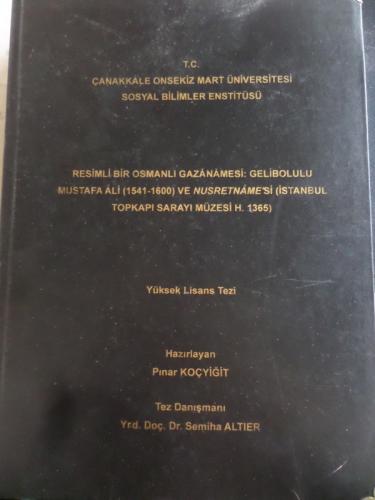 T.C.
ÇANAKKALE ONSEKİZ MART ÜNİVERSİTESİ
SOSYAL BİLİMLER ENSTİTÜSÜ
RESİMLİ BİR OSMANLI GAZÂNÂMESİ: GELİBOLULU
MUSTAFA ÂLİ (1541-1600) VE NUSRETNÂME'Sİ (İSTANBUL
TOPKAPI SARAYI MÜZESİ H. 1365)
Yüksek Lisans Tezi
Hazırlayan
Pınar KOÇYİĞİT
Tez Danışmanı
Yrd. Doç. Dr. Semiha ALTIER